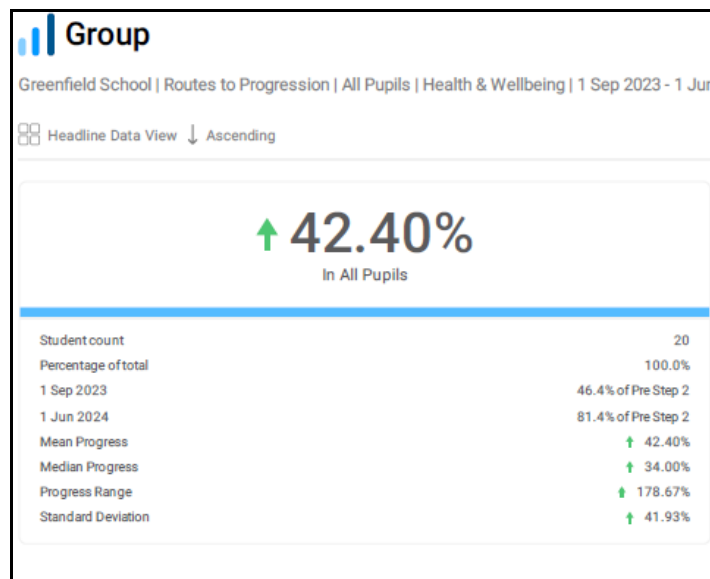 Group
Greenfield School | Routes to Progression | All Pupils | Health & Wellbeing | 1 Sep 2023 - 1 Jun
Headline Data View ↓ Ascending
↑ 42.40%
In All Pupils
Student count 20
Percentage of total 100.0%
1 Sep 2023 46.4% of Pre Step 2
1 Jun 2024 81.4% of Pre Step 2
Mean Progress ↑ 42.40%
Median Progress ↑ 34.00%
Progress Range ↑ 178.67%
Standard Deviation ↑ 41.93%